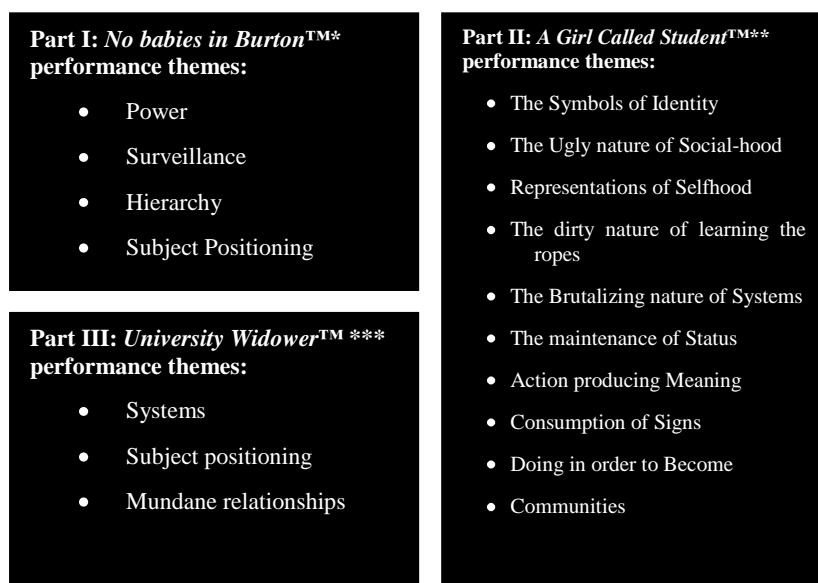 Part I: No babies in Burton™*
performance themes:
• Power
• Surveillance
• Hierarchy
• Subject Positioning
Part II: A Girl Called Student™**
performance themes:
• The Symbols of Identity
• The Ugly nature of Social-hood
• Representations of Selfhood
• The dirty nature of learning the
ropes
• The Brutalizing nature of Systems
• The maintenance of Status
• Action producing Meaning
• Consumption of Signs
• Doing in order to Become
• Communities
Part III: University Widower™ ***
performance themes:
• Systems
• Subject positioning
• Mundane relationships